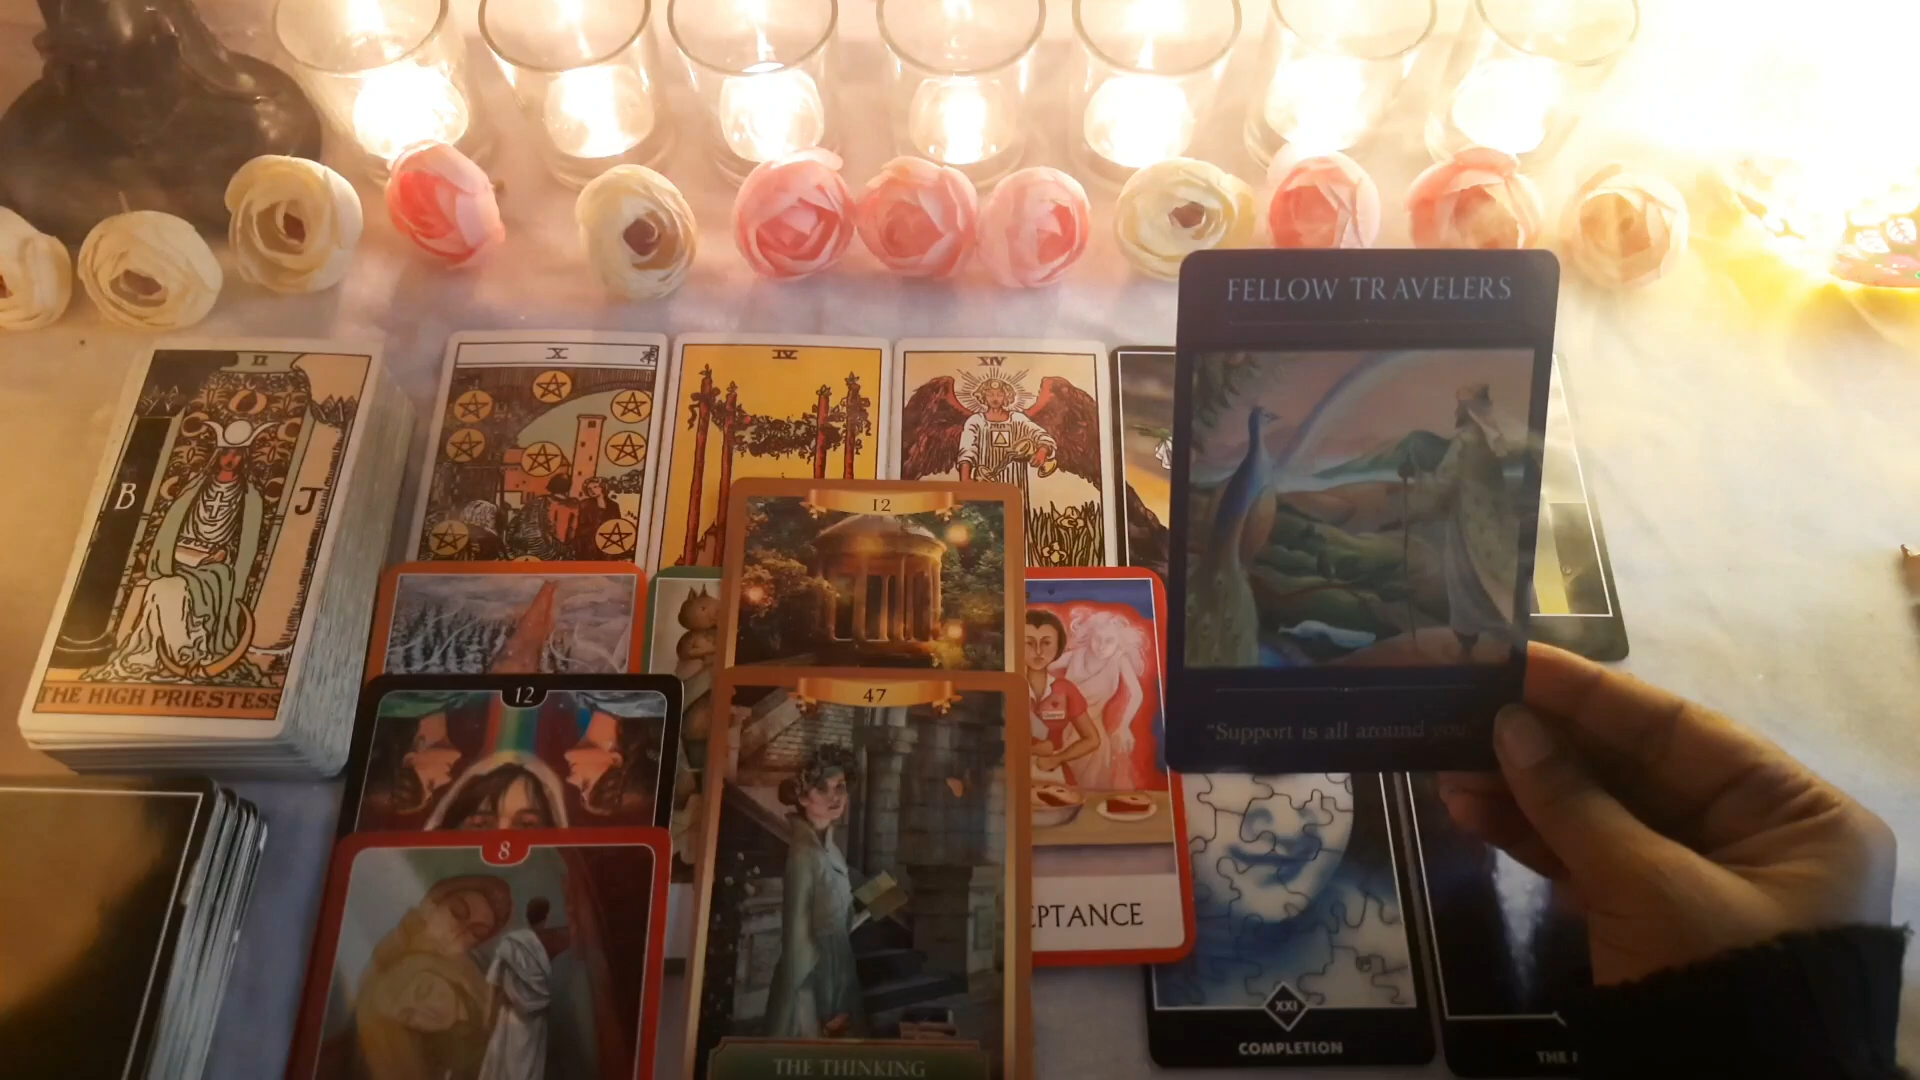 FELLOW TRAVELERS
II
X
IV
XIV
B
J
12
THE HIGH PRIESTESS
12
47
"Support is all around you."
8
EPTANCE
XXI
COMPLETION
THE
THE THINKING